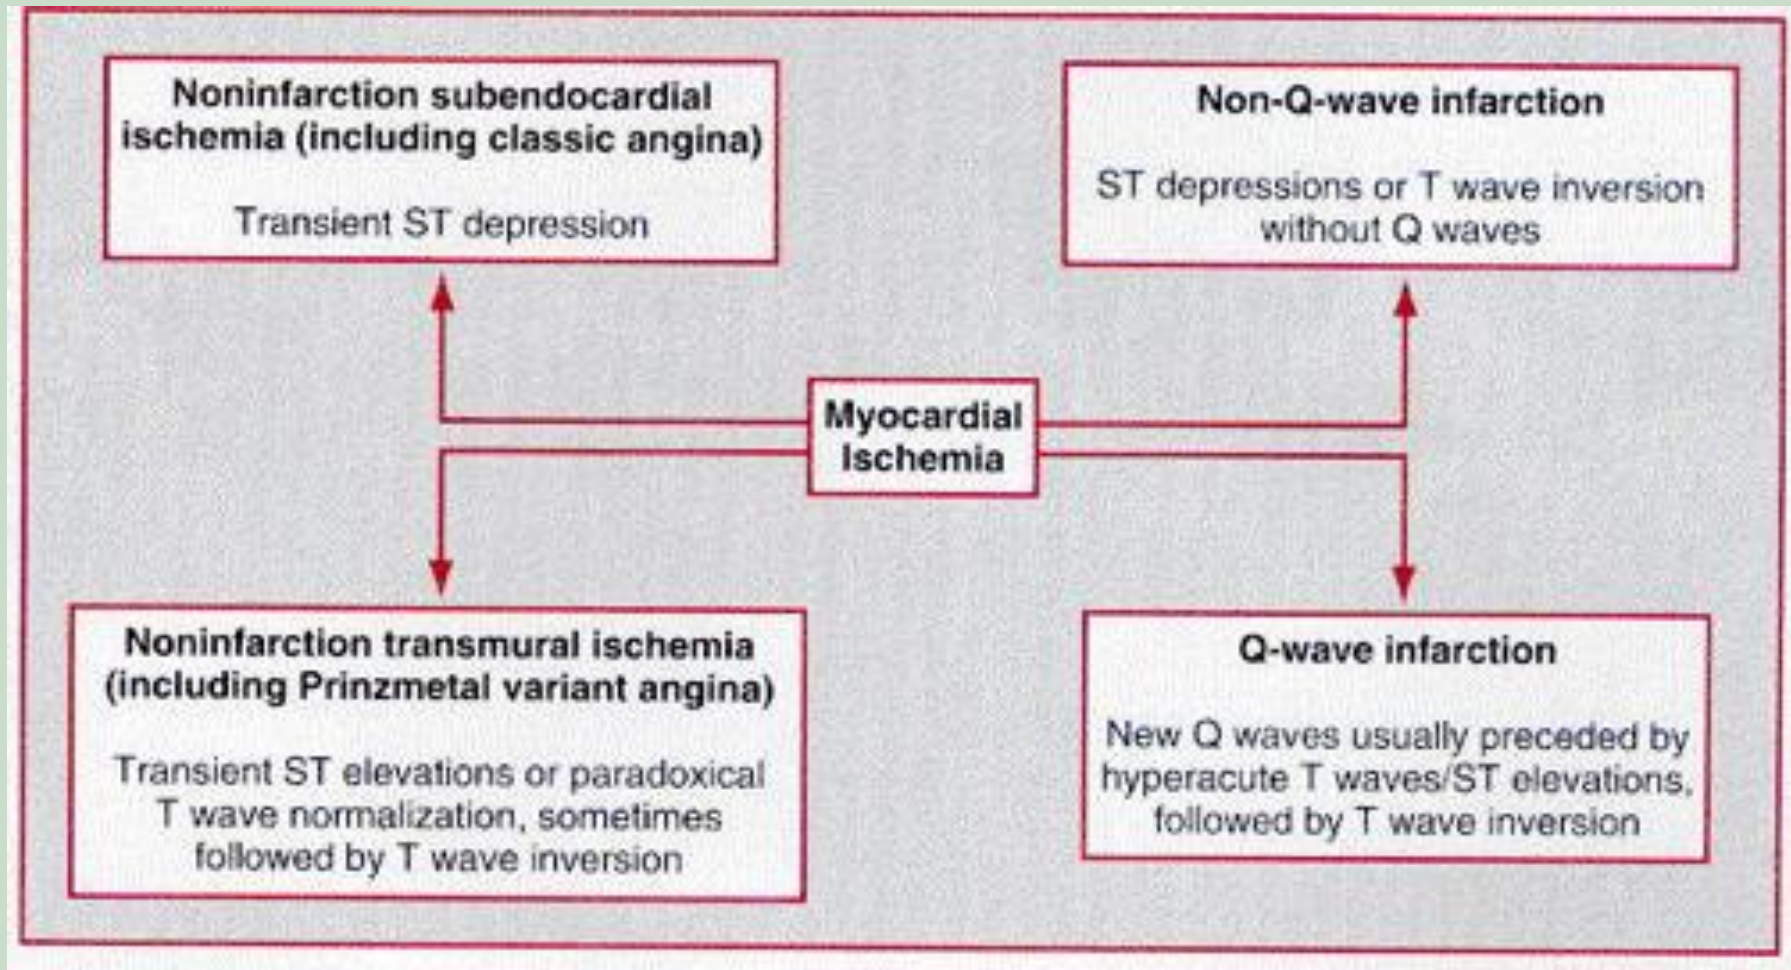 Noninfarction subendocardial
ischemia (including classic angina)
Transient ST depression
Non-Q-wave infarction
ST depressions or T wave inversion
without Q waves
Myocardial
Ischemia
Noninfarction transmural ischemia
(including Prinzmetal variant angina)
Transient ST elevations or paradoxical
T wave normalization, sometimes
followed by T wave inversion
Q-wave infarction
New Q waves usually preceded by
hyperacute T waves/ST elevations,
followed by T wave inversion